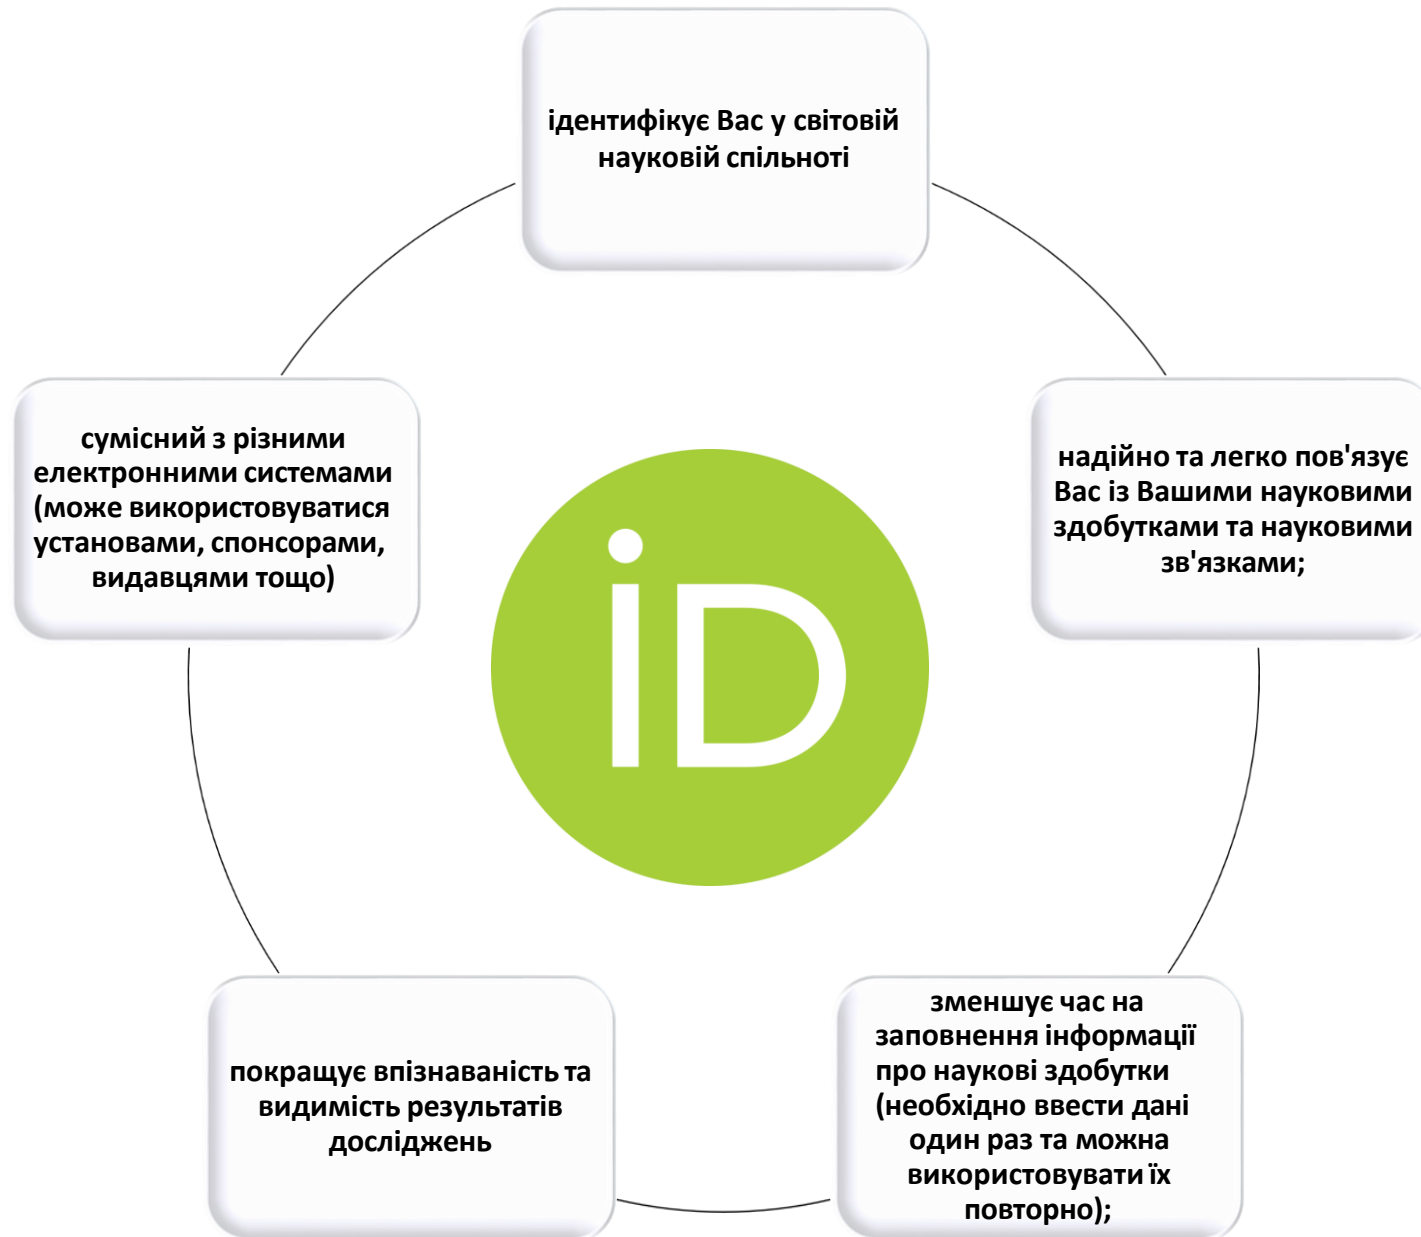 ідентифікує Вас у світовій
науковій спільноті
надійно та легко пов'язує
Вас із Вашими науковими
здобутками та науковими
зв'язками;
зменшує час на
заповнення інформації
про наукові здобутки
(необхідно ввести дані
один раз та можна
використовувати їх
повторно);
покращує впізнаваність та
видимість результатів
досліджень
сумісний з різними
електронними системами
(може використовуватися
установами, спонсорами,
видавцями тощо)
iD